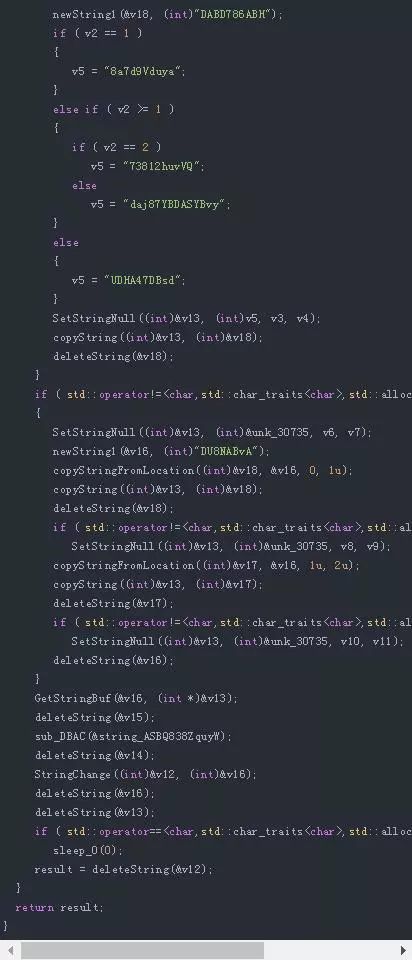 newString1(&v18, (int)"DABD786ABH");
if ( v2 == 1 )
{
v5 = "8a7d9Vduya";
}
else if ( v2 >= 1 )
{
if ( v2 == 2 )
v5 = "73812huvVQ";
else
v5 = "daj87YBDASYBvy";
}
else
{
v5 = "UDHA47DBsd";
}
SetStringNull((int)&v13, (int)v5, v3, v4);
copyString((int)&v13, (int)&v18);
deleteString(&v18);
}
if ( std::operator!=<char,std::char_traits<char>,std::alloc
{
SetStringNull((int)&v13, (int)&unk_30735, v6, v7);
newString1(&v16, (int)"DU8NABvA");
copyStringFromLocation((int)&v18, &v16, 0, 1u);
copyString((int)&v13, (int)&v18);
deleteString(&v18);
if ( std::operator!=<char,std::char_traits<char>,std::al
SetStringNull((int)&v13, (int)&unk_30735, v8, v9);
copyStringFromLocation((int)&v17, &v16, 1u, 2u);
copyString((int)&v13, (int)&v17);
deleteString(&v17);
if ( std::operator!=<char,std::char_traits<char>,std::al
SetStringNull((int)&v13, (int)&unk_30735, v10, v11);
deleteString(&v16);
}
GetStringBuf(&v16, (int *)&v13);
deleteString(&v15);
sub_DBAC(&string_ASBQ838ZquyW);
deleteString(&v14);
StringChange((int)&v12, (int)&v16);
deleteString(&v16);
deleteString(&v13);
if ( std::operator==<char,std::char_traits<char>,std::alloc
sleep_0(0);
result = deleteString(&v12);
}
return result;
}